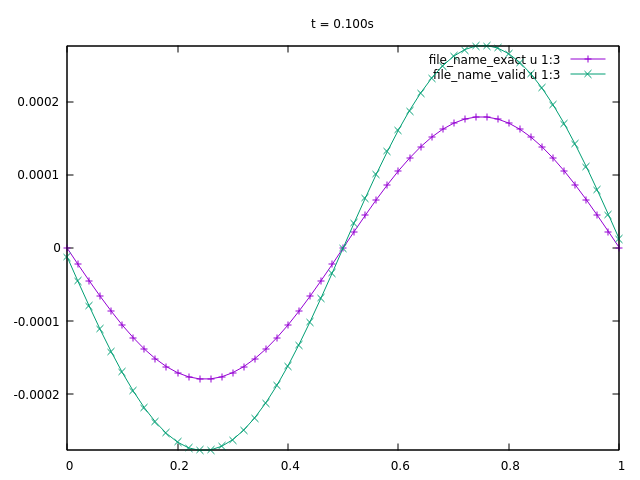 t = 0.100s
file_name_exact u 1:3
file_name_valid u 1:3
0.0002
0.0001
0
-0.0001
-0.0002
0 0.2 0.4 0.6 0.8 1